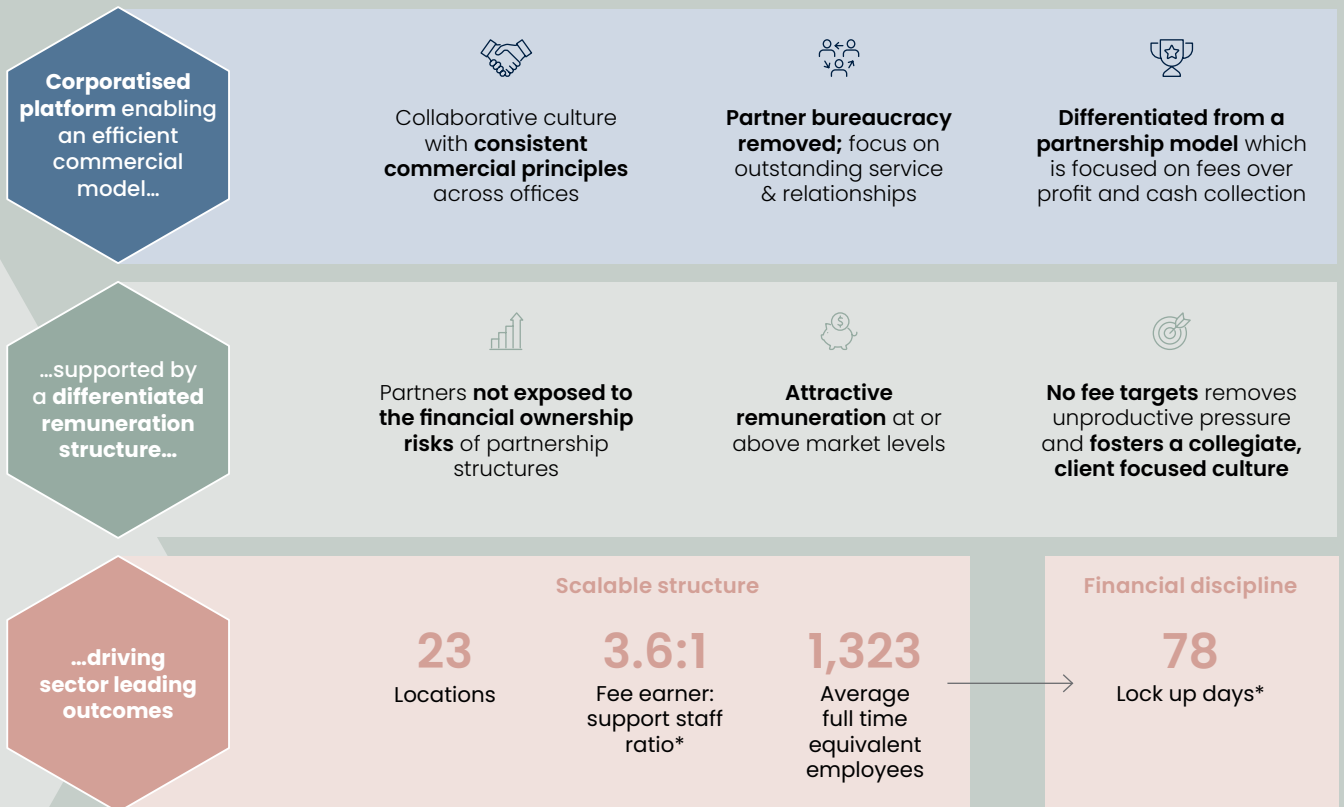 Corporatised
platform enabling
an efficient
commercial
model...
Collaborative culture
with consistent
commercial principles
across offices
Partner bureaucracy
removed; focus on
outstanding service
& relationships
Differentiated from a
partnership model which
is focused on fees over
profit and cash collection
...supported by
a differentiated
remuneration
structure...
Partners not exposed to
the financial ownership
risks of partnership
structures
$
Attractive
remuneration at or
above market levels
No fee targets removes
unproductive pressure
and fosters a collegiate,
client focused culture
...driving
sector leading
outcomes
Scalable structure
23
Locations
3.6:1
Fee earner:
support staff
ratio*
1,323
Average
full time
equivalent
employees
Financial discipline
78
Lock up days*